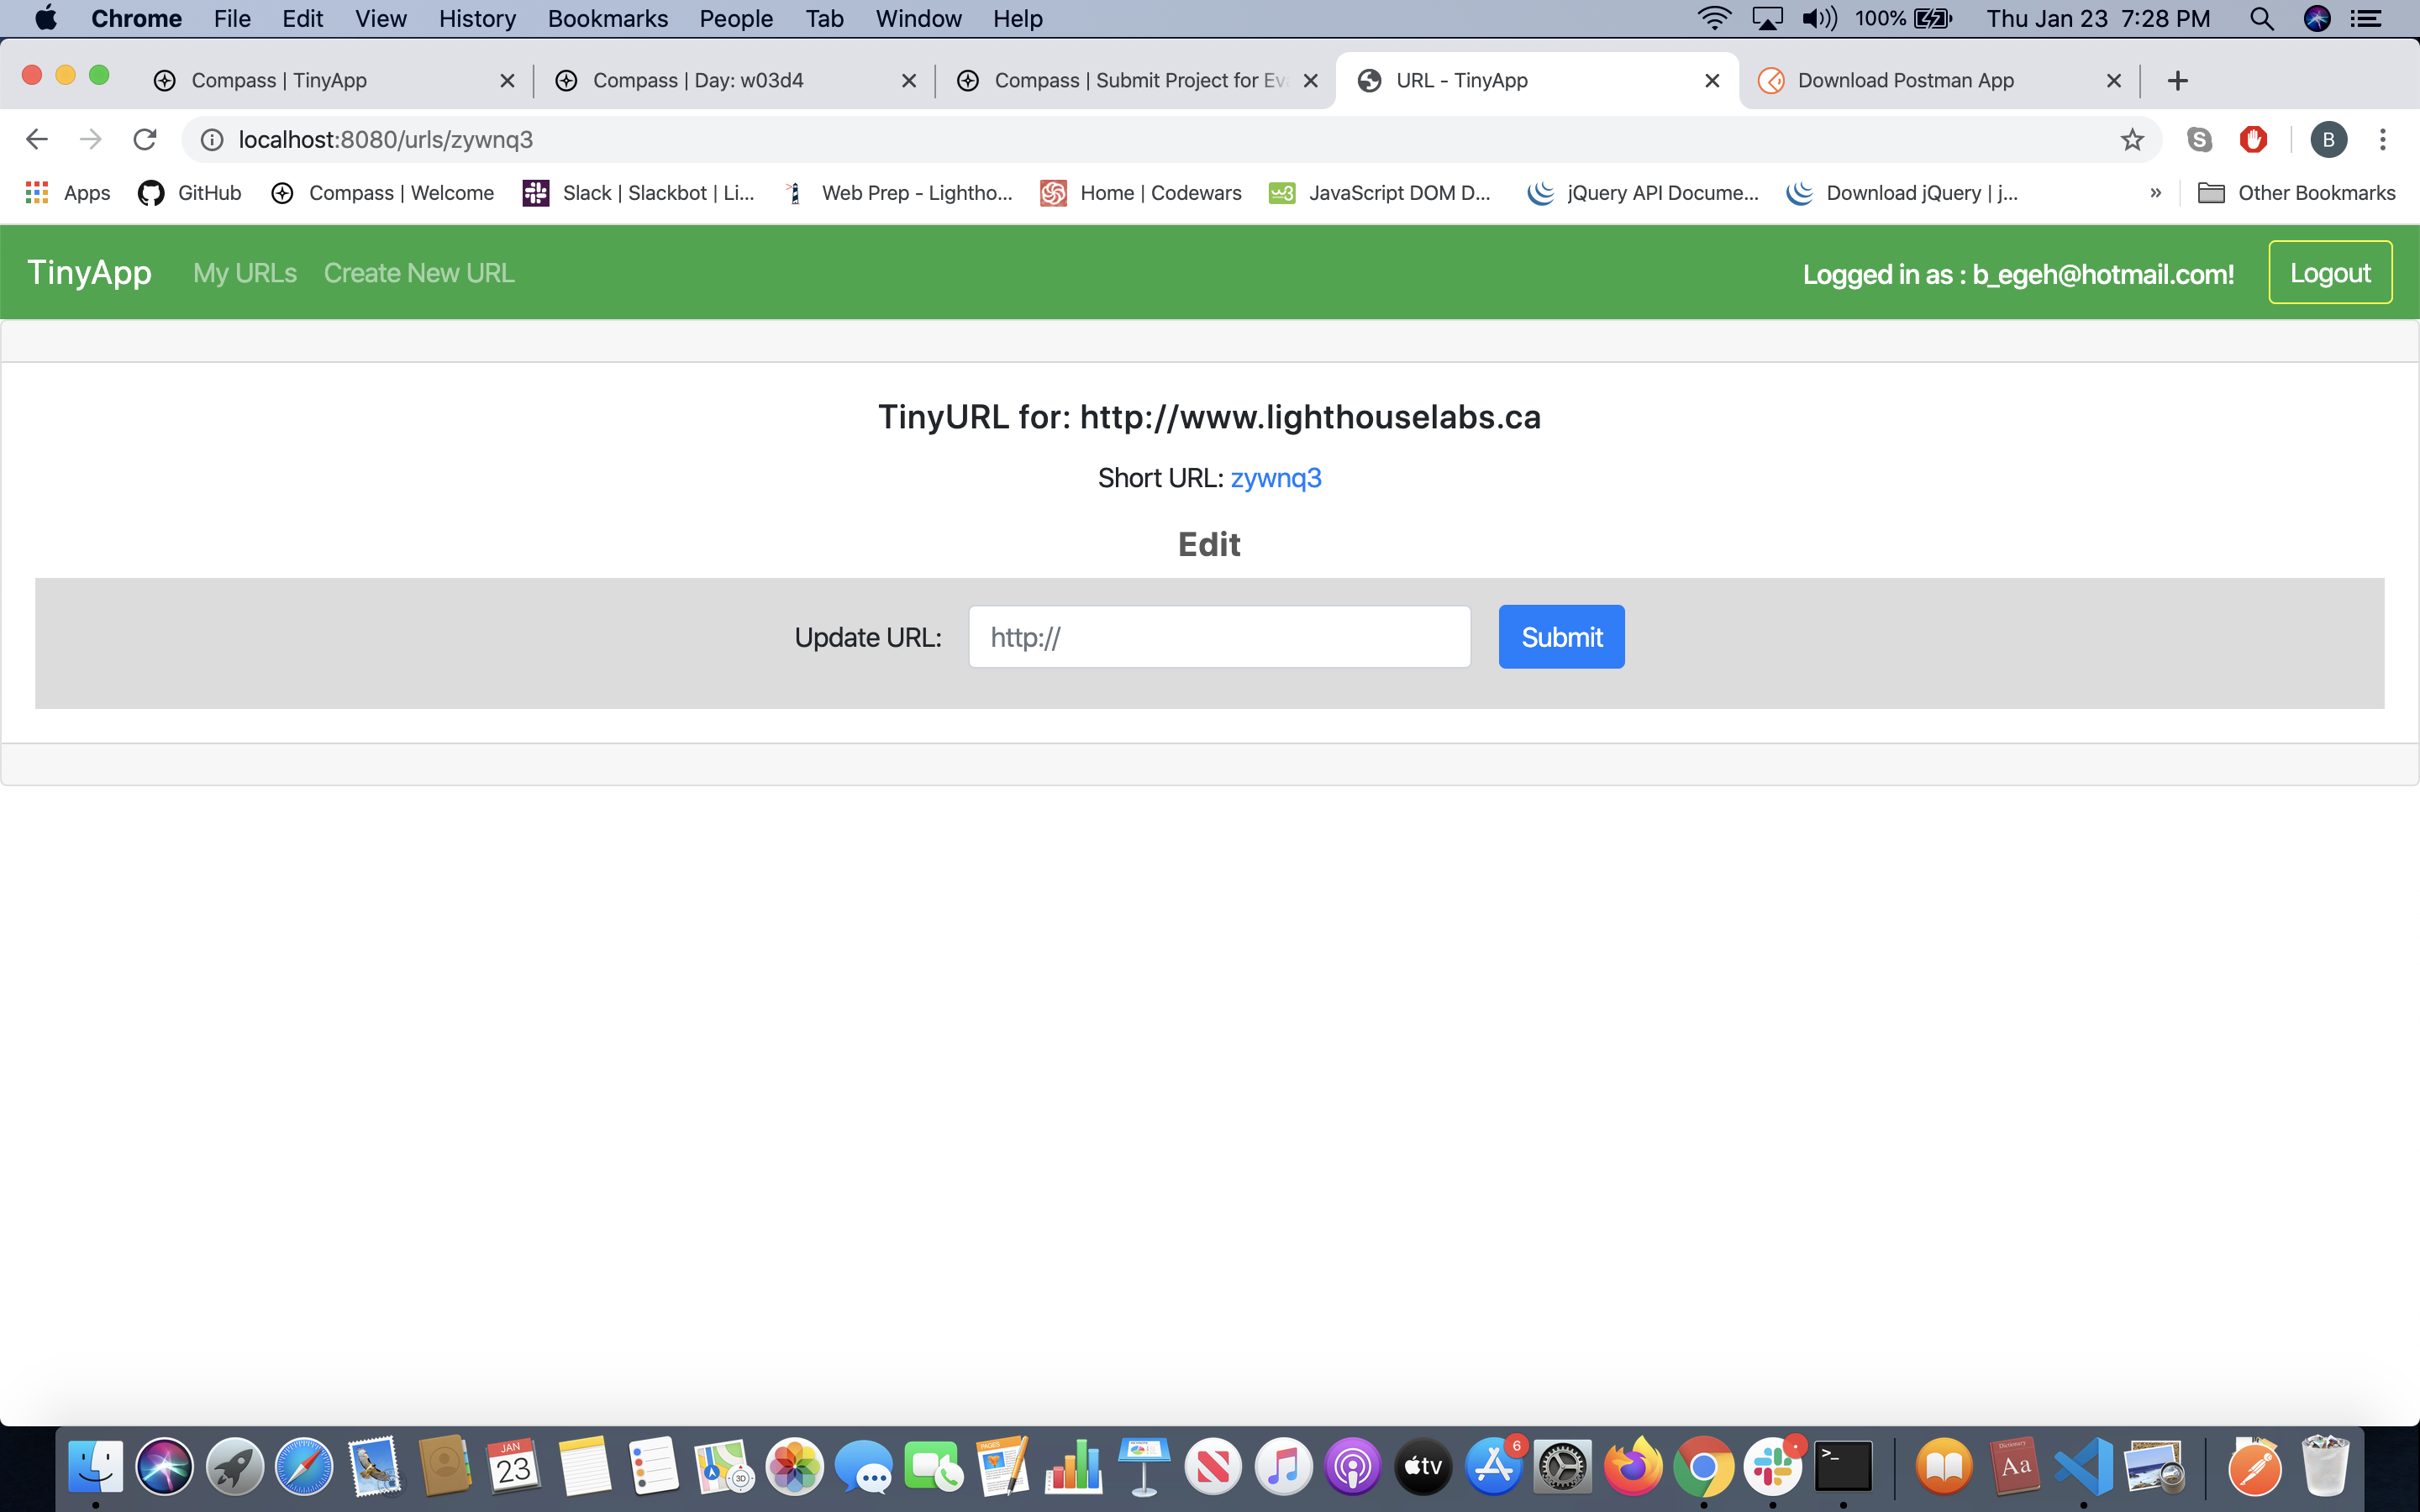 Chrome File Edit View History Bookmarks People Tab Window Help 100% Thu Jan 23 7:28 PM
Compass | TinyApp Compass | Day: w03d4 Compass | Submit Project for Ev URL - TinyApp Download Postman App
localhost:8080/urls/zywnq3 B
Apps GitHub Compass | Welcome Slack | Slackbot | Li... Web Prep - Lightho... Home | Codewars JavaScript DOM D... jQuery API Docume... Download jQuery | j... » Other Bookmarks
TinyApp My URLs Create New URL Logged in as : b_egeh@hotmail.com! Logout
TinyURL for: http://www.lighthouselabs.ca
Short URL: zywnq3
Edit
Update URL: http:// Submit
JAN 23 3D PAGES tv 6 >_ Dictionary Aa